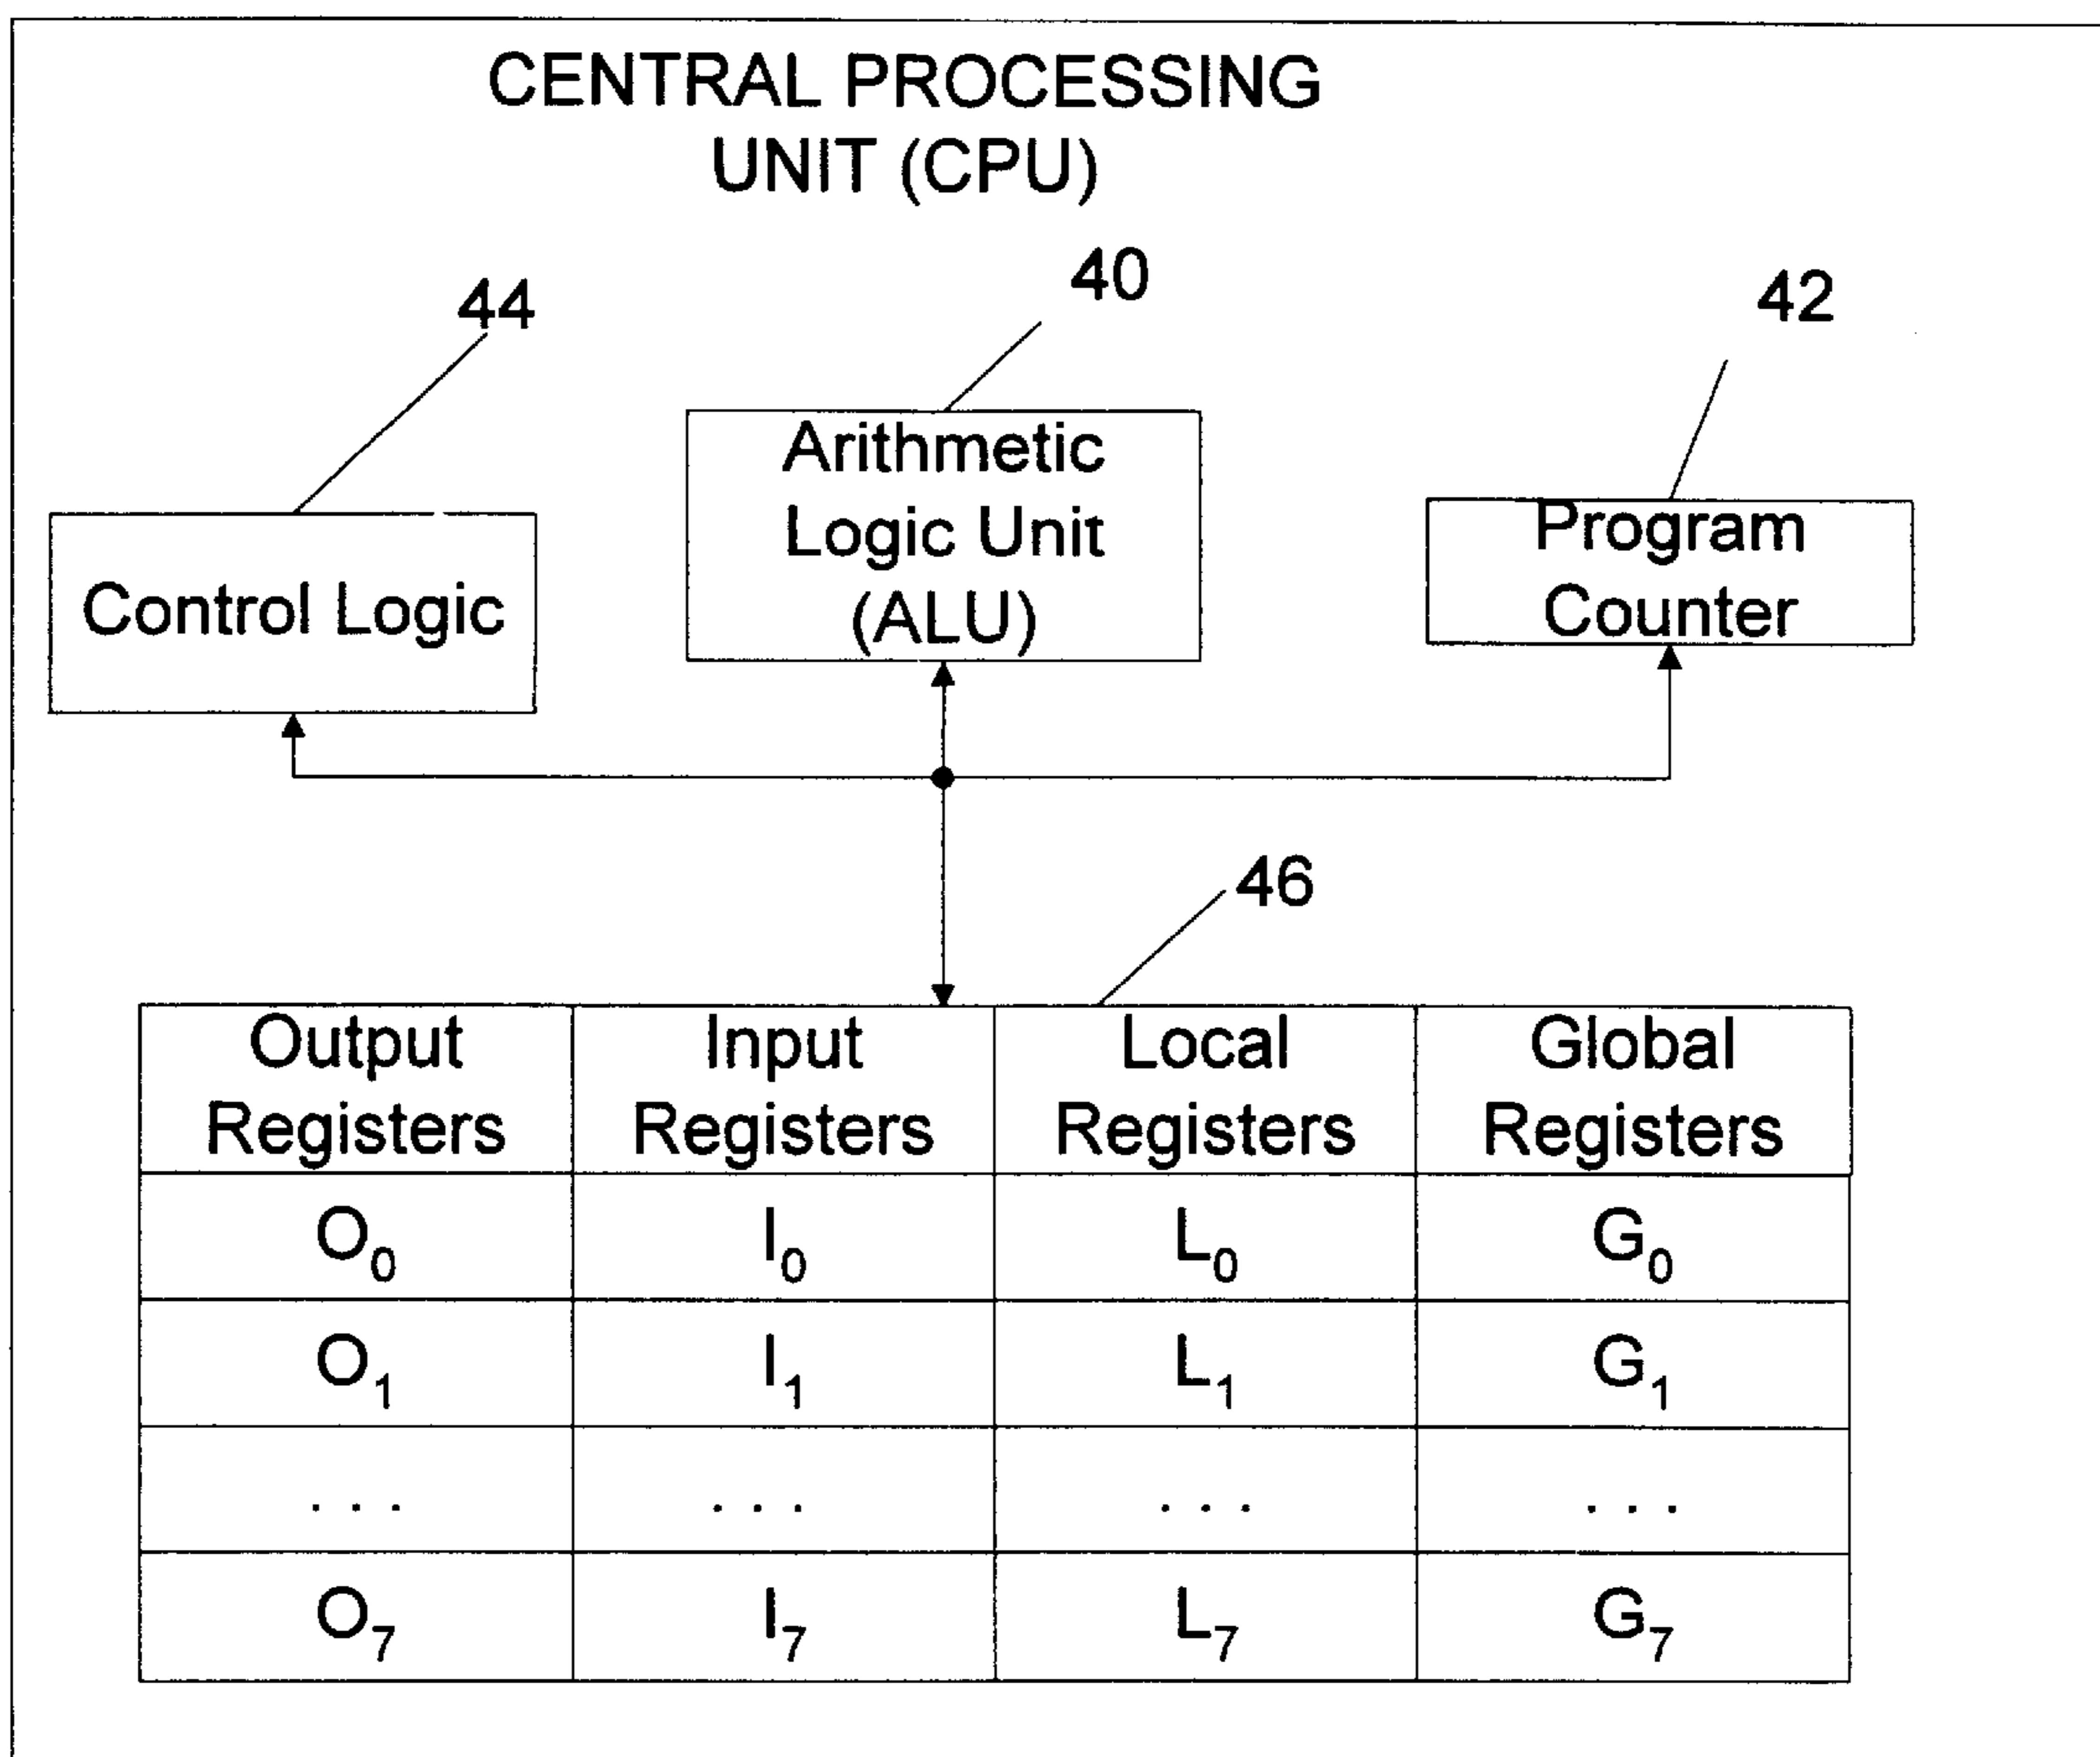 CENTRAL PROCESSING
UNIT (CPU)
44
40
42
Control Logic
Arithmetic
Logic Unit
(ALU)
Program
Counter
46
Output Registers
Input Registers
Local Registers
Global Registers
O₀ I₀ L₀ G₀
O₁ I₁ L₁ G₁
. . . . . . . . . . . .
O₇ I₇ L₇ G₇